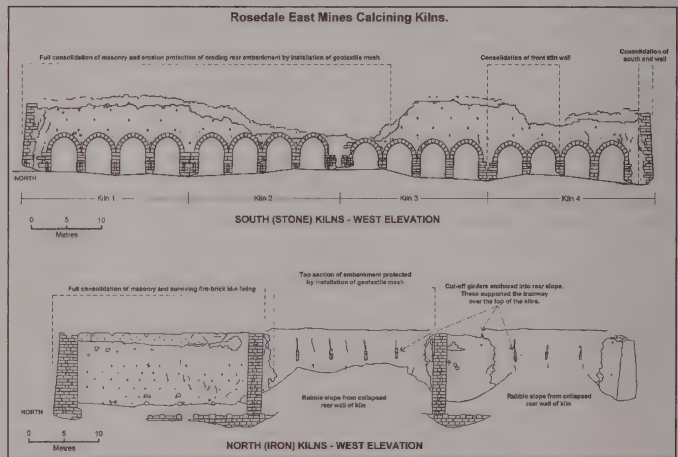 Rosedale East Mines Calcining Kilns.
Full consolidation of masonry and erosion protection of eroding rear embankment by installation of geotextile mesh
Consolidation of front kiln wall
Consolidation of
south end wall
NORTH
Kiln 1
Kiln 2
Kiln 3
Kiln 4
0 5 10
Metres
SOUTH (STONE) KILNS - WEST ELEVATION
Full consolidation of masonry and surviving fire-brick kiln lining
Top section of embankment protected
by installation of geotextile mesh
Cut-off girders anchored into rear slope.
These supported the tramway
over the top of the kilns.
Rubble slope from collapsed
rear wall of kiln
Rubble slope from collapsed
rear wall of kiln
NORTH
0 5 10
Metres
NORTH (IRON) KILNS - WEST ELEVATION